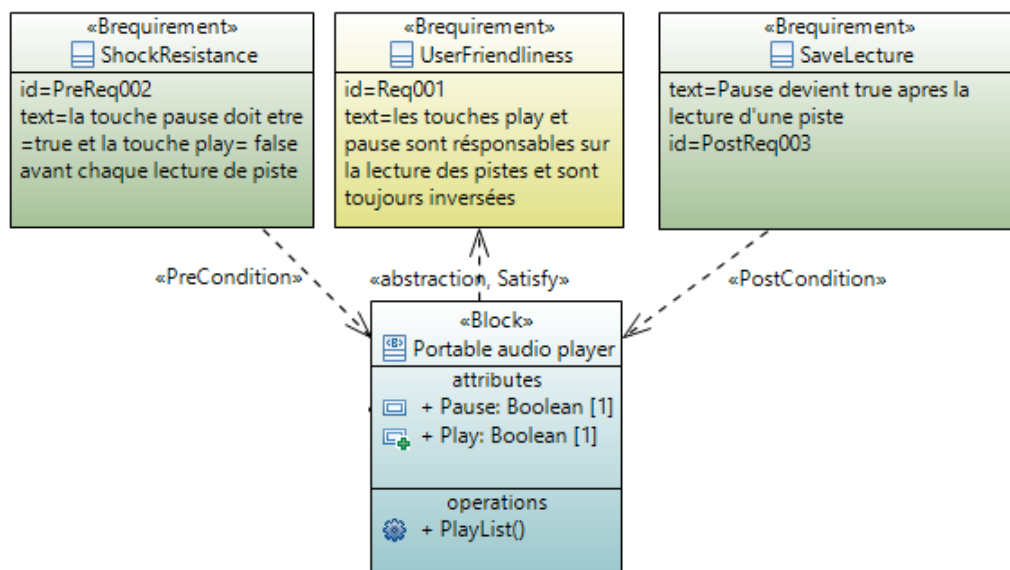 «Brequirement»
ShockResistance
id=PreReq002
text=la touche pause doit etre
=true et la touche play= false
avant chaque lecture de piste
«Brequirement»
UserFriendliness
id=Req001
text=les touches play et
pause sont résponsables sur
la lecture des pistes et sont
toujours inversées
«Brequirement»
SaveLecture
text=Pause devient true apres la
lecture d'une piste
id=PostReq003
«PreCondition»
«abstraction, Satisfy»
«PostCondition»
«Block»
«B»
Portable audio player
attributes
+ Pause: Boolean [1]
+ Play: Boolean [1]
operations
+ PlayList()